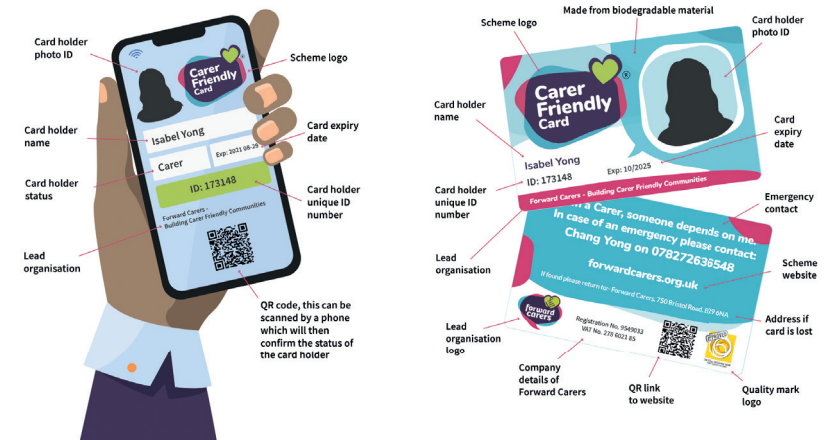 Card holder
photo ID
Scheme logo
Carer
Friendly
Card
®
Card holder
name
Isabel Yong
Card expiry
date
Carer
Exp: 2021 08-25
Card holder
status
ID: 173148
Card holder
unique ID
number
Forward Carers -
Building Carer Friendly Communities
Lead
organisation
QR code, this can be
scanned by a phone
which will then
confirm the status of
the card holder
Made from biodegradable material
Scheme logo
Card holder
photo ID
Carer
Friendly
Card
®
Card holder
name
Card
expiry
date
Isabel Yong
ID: 173148
Exp: 10/2025
Card holder
unique ID
number
Forward Carers - Building Carer Friendly Communities
Emergency
contact
a Carer, someone depends on me.
In case of an emergency please contact:
Chang Yong on 078272636548
Lead
organisation
forwardcarers.org.uk
Scheme
website
If found please return to:- Forward Carers, 750 Bristol Road, B29 6NA
Address if
card is lost
forward
carers
Registration No. 9549033
VAT No. 278 6021 85
Lead
organisation
logo
Company
details of
Forward Carers
QR link
to website
Quality mark
logo